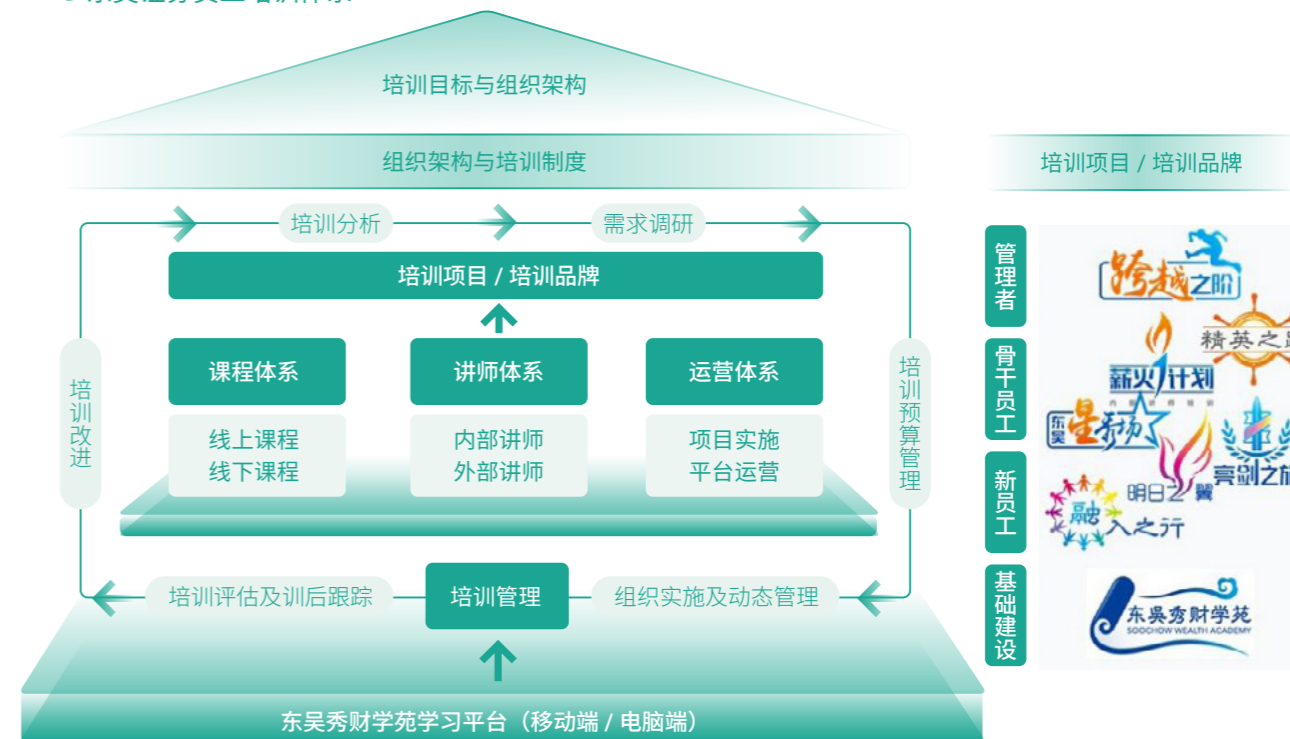 培训目标与组织架构
组织架构与培训制度
培训分析
需求调研
培训项目 / 培训品牌
课程体系
讲师体系
运营体系
线上课程
线下课程
内部讲师
外部讲师
项目实施
平台运营
培训改进
培训预算管理
培训评估及训后跟踪
培训管理
组织实施及动态管理
东吴秀财学苑学习平台（移动端 / 电脑端）
培训项目 / 培训品牌
管理者
骨干员工
新员工
基础建设
跨越之阶
精英之
薪火计划
东吴星秀场
亮剑之旅
明日之翼
融入之行
东吴秀财学苑
SOOCHOW WEALTH ACADEMY